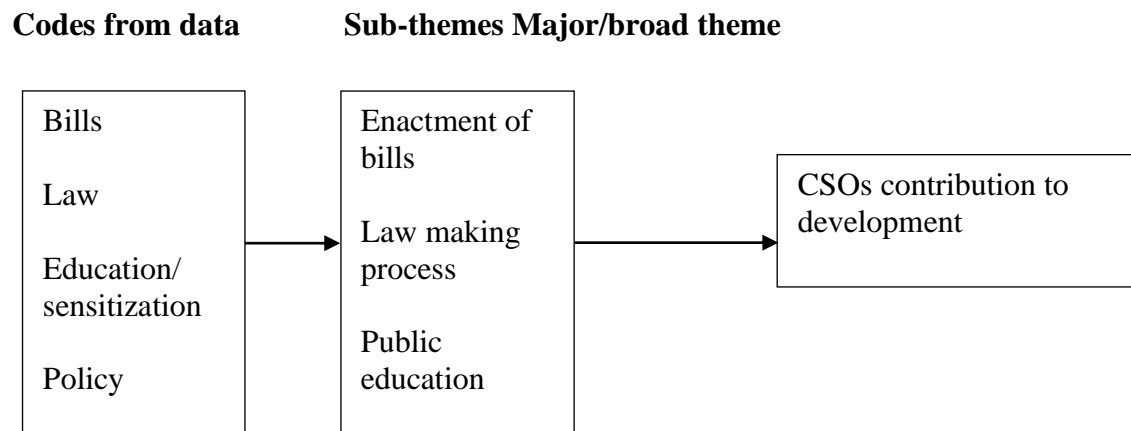 Codes from data
Sub-themes Major/broad theme
Bills
Law
Education/
sensitization
Policy
Enactment of
bills
Law making
process
Public
education
CSOs contribution to
development